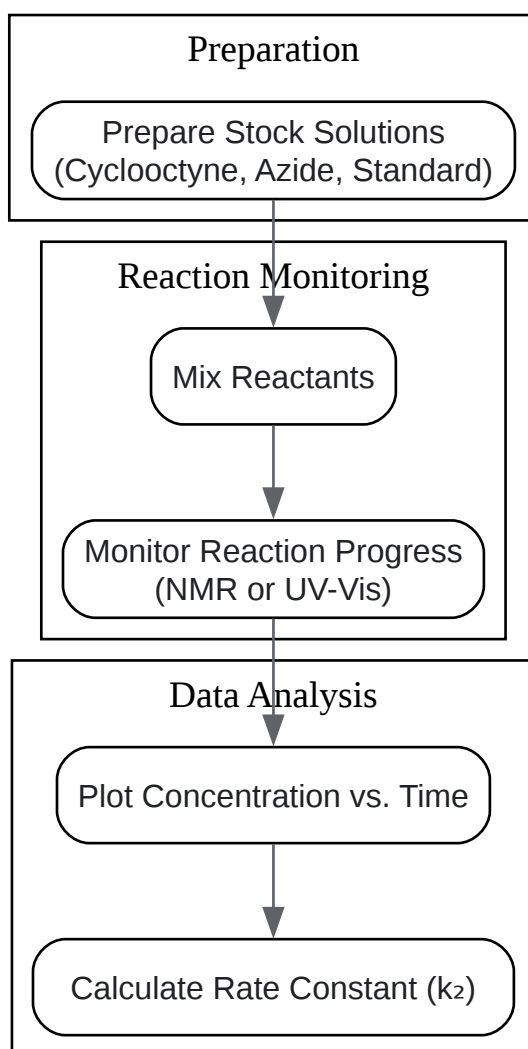 Preparation
Prepare Stock Solutions
(Cyclooctyne, Azide, Standard)
Reaction Monitoring
Mix Reactants
Monitor Reaction Progress
(NMR or UV-Vis)
Data Analysis
Plot Concentration vs. Time
Calculate Rate Constant (k₂)